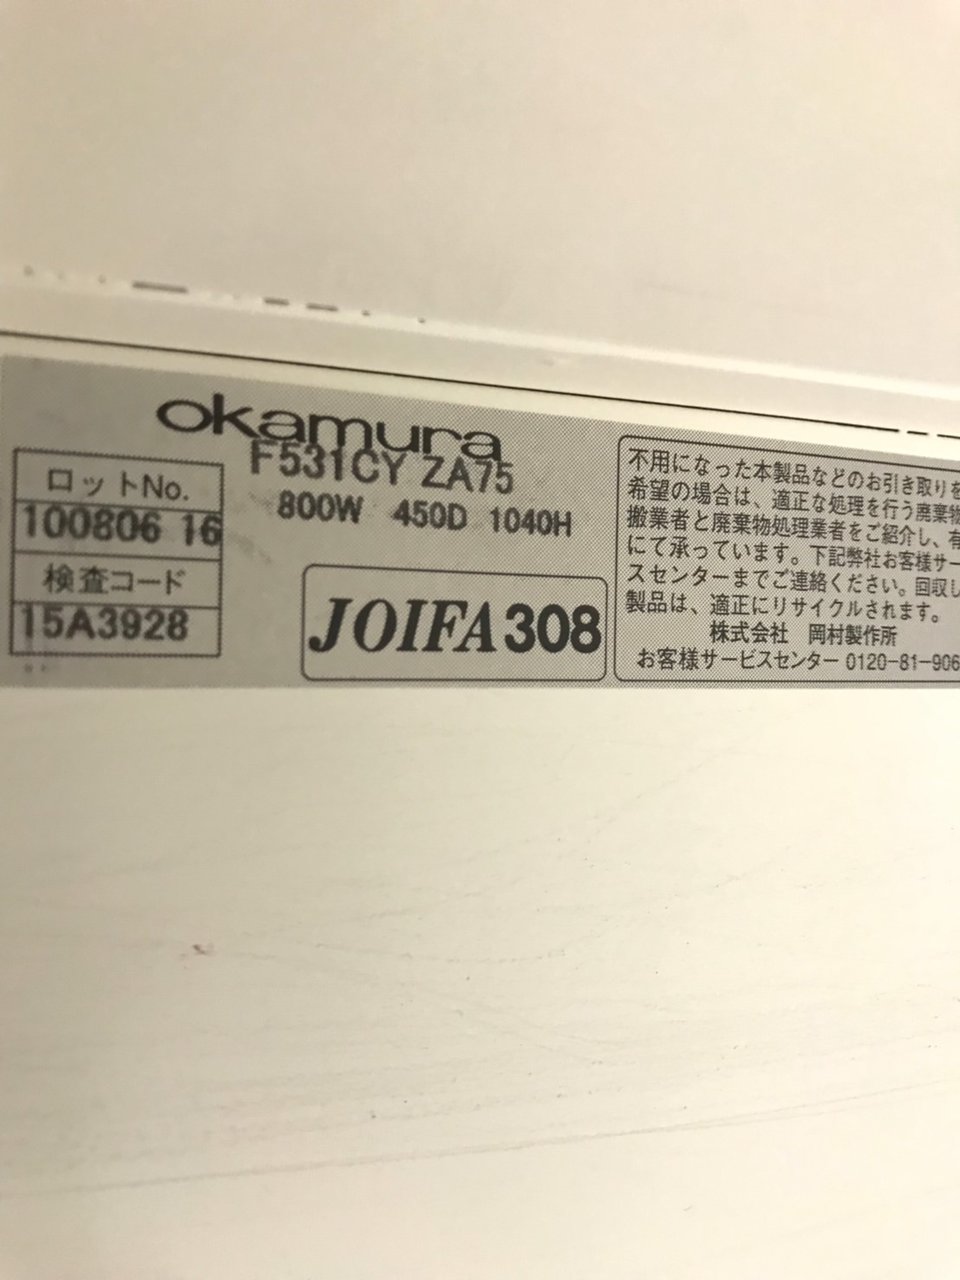 okamura
F531CY ZA75
800W 450D 1040H
ロットNo.
100806 16
検査コード
15A3928
JOIFA308
不用になった本製品などのお引き取りを
希望の場合は、適正な処理を行う廃棄物
搬業者と廃棄物処理業者をご紹介し、有
にて承っています。下記弊社お客様サー
スセンターまでご連絡ください。回収し
製品は、適正にリサイクルされます。
株式会社 岡村製作所
お客様サービスセンター 0120-81-906